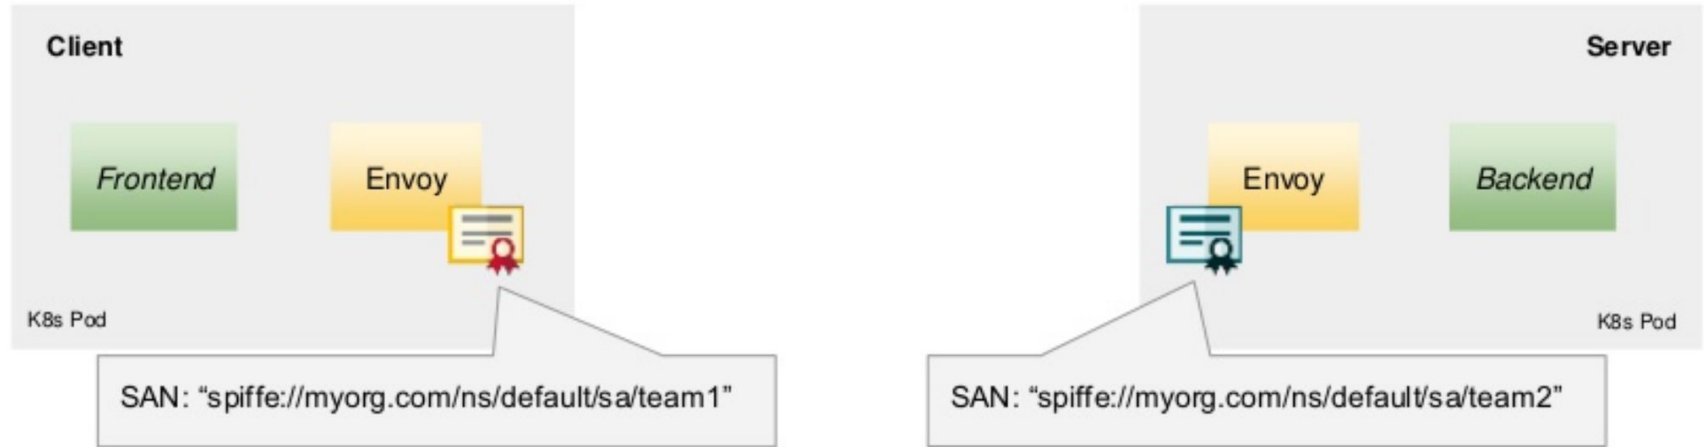 Client
Frontend
Envoy
K8s Pod
SAN: “spiffe://myorg.com/ns/default/sa/team1”
Server
Envoy
Backend
K8s Pod
SAN: “spiffe://myorg.com/ns/default/sa/team2”